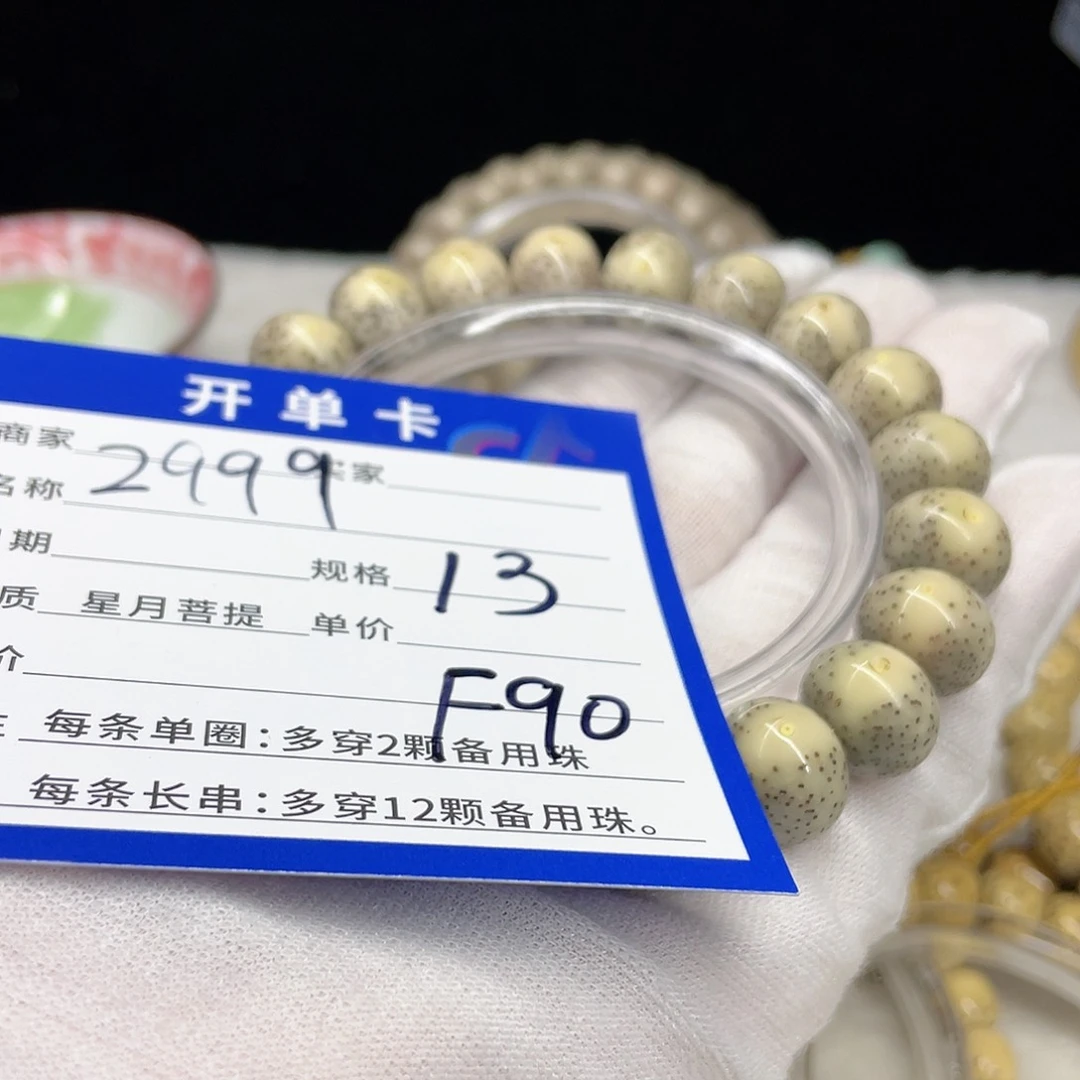 开单卡
商家 买家
名称 2999
期
规格 13
质 星月菩提 单价
价 F90
每条单圈：多穿2颗备用珠
每条长串：多穿12颗备用珠。